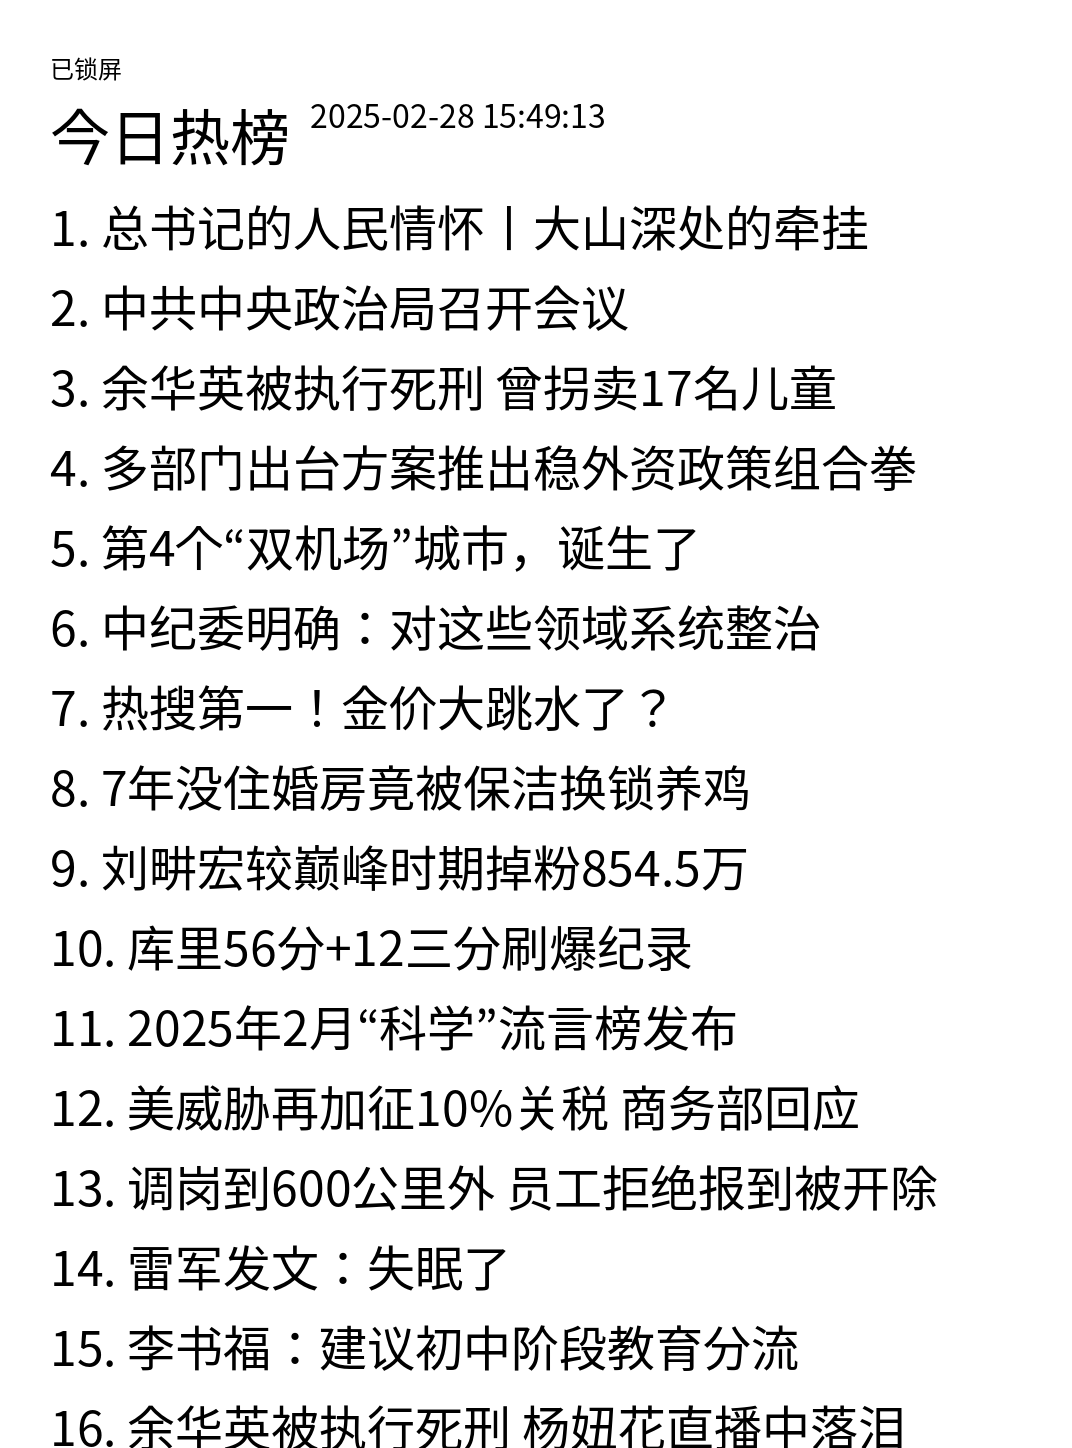 已锁屏
今日热榜 2025-02-28 15:49:13
1. 总书记的人民情怀丨大山深处的牵挂
2. 中共中央政治局召开会议
3. 余华英被执行死刑 曾拐卖17名儿童
4. 多部门出台方案推出稳外资政策组合拳
5. 第4个“双机场”城市，诞生了
6. 中纪委明确：对这些领域系统整治
7. 热搜第一！金价大跳水了？
8. 7年没住婚房竟被保洁换锁养鸡
9. 刘畊宏较巅峰时期掉粉854.5万
10. 库里56分+12三分刷爆纪录
11. 2025年2月“科学”流言榜发布
12. 美威胁再加征10%关税 商务部回应
13. 调岗到600公里外 员工拒绝报到被开除
14. 雷军发文：失眠了
15. 李书福：建议初中阶段教育分流
16. 余华英被执行死刑 杨妞花直播中落泪